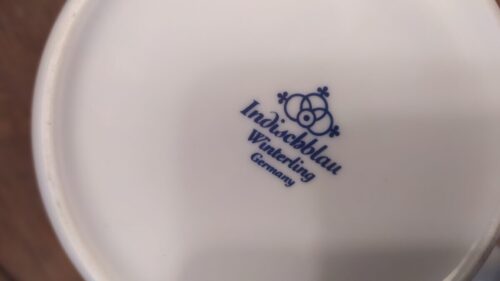 Indischblau
Winterling
Germany